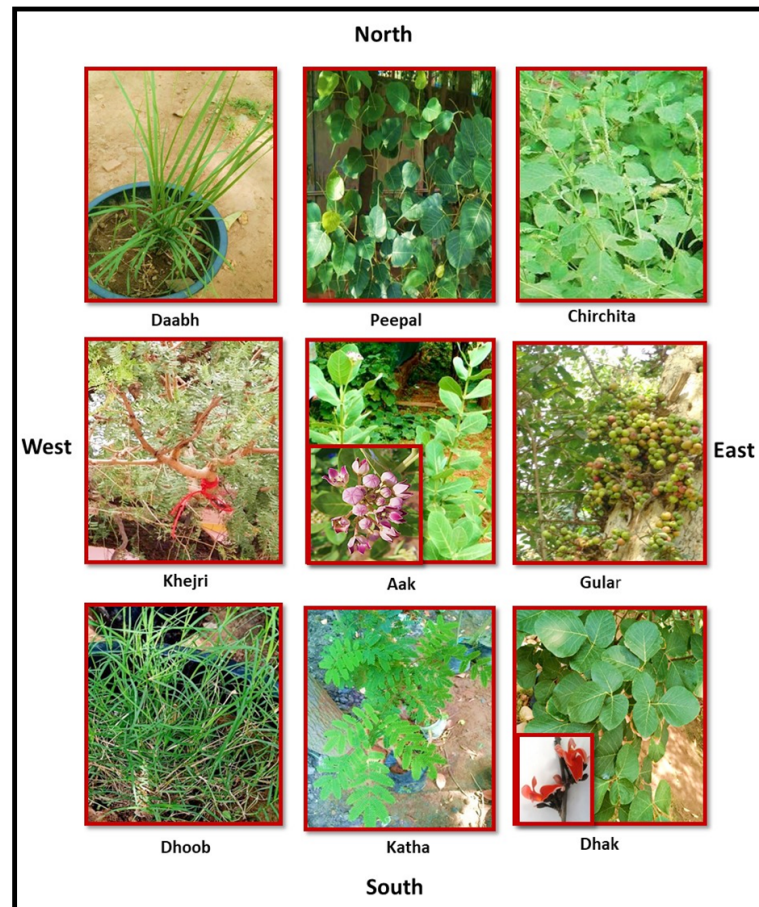 North
Daabh
Peepal
Chirchita
West
East
Khejri
Aak
Gular
Dhoob
Katha
Dhak
South